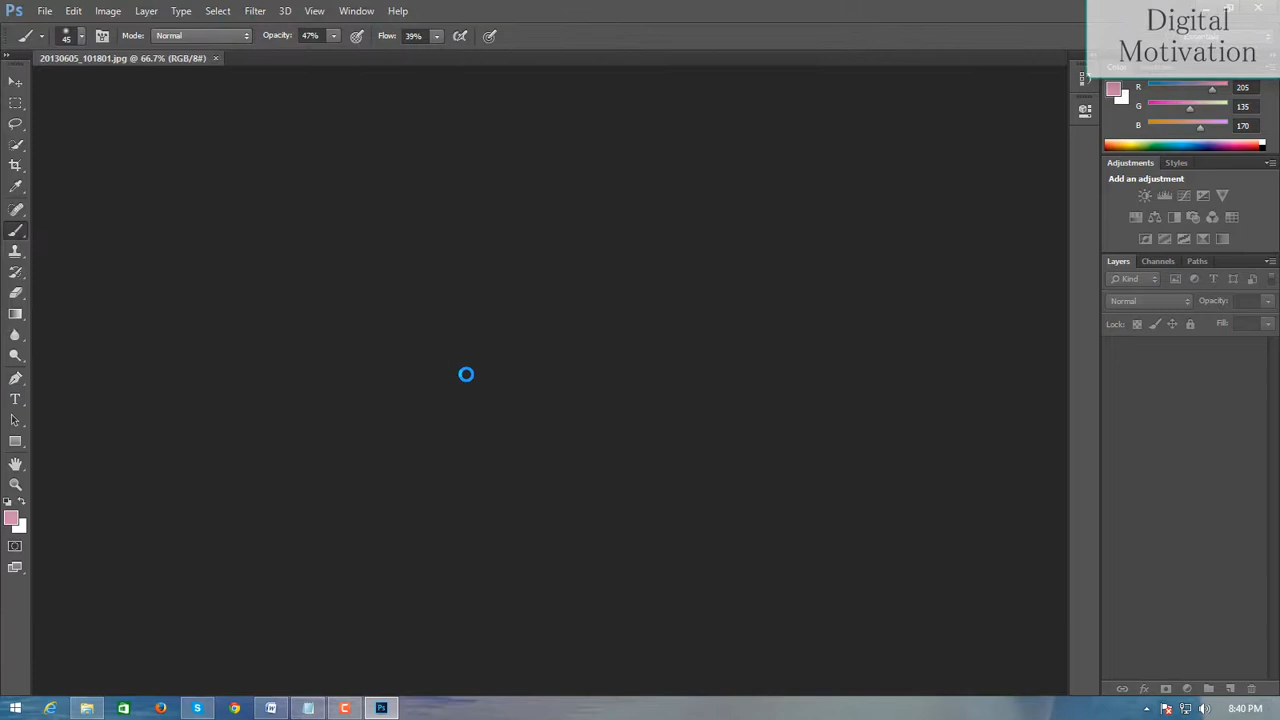 Ps File Edit Image Layer Type Select Filter 3D View Window Help
Digital
Motivation
45 Mode: Normal Opacity: 47% Flow: 39%
20130605_101801.jpg @ 66.7% (RGB/8#) ×
R 205
G 135
B 170
Adjustments Styles
Add an adjustment
Layers Channels Paths
Kind
Normal Opacity:
Lock: Fill:
8:40 PM